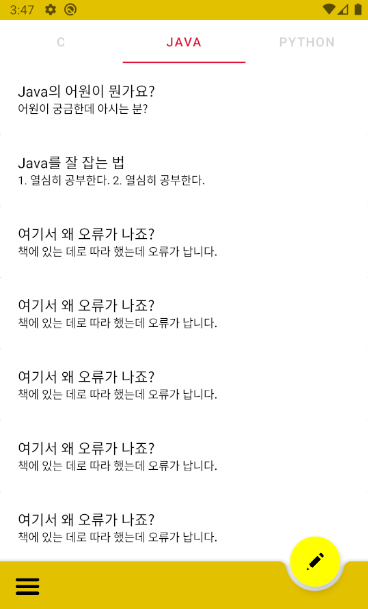 3:47
C JAVA PYTHON
Java의 어원이 뭔가요?
어원이 궁금한데 아시는 분?
Java를 잘 잡는 법
1. 열심히 공부한다. 2. 열심히 공부한다.
여기서 왜 오류가 나죠?
책에 있는 데로 따라 했는데 오류가 납니다.
여기서 왜 오류가 나죠?
책에 있는 데로 따라 했는데 오류가 납니다.
여기서 왜 오류가 나죠?
책에 있는 데로 따라 했는데 오류가 납니다.
여기서 왜 오류가 나죠?
책에 있는 데로 따라 했는데 오류가 납니다.
여기서 왜 오류가 나죠?
책에 있는 데로 따라 했는데 오류가 납니다.